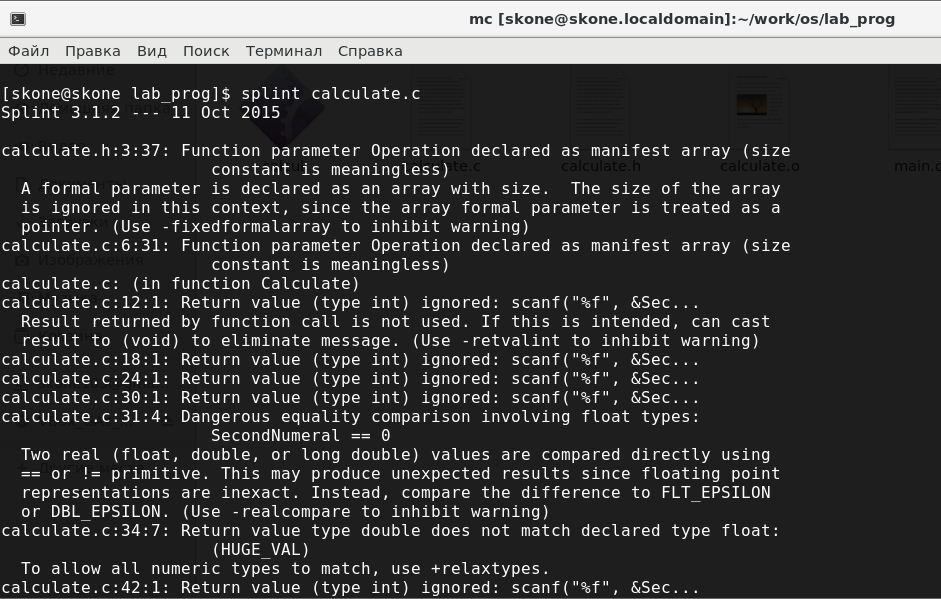 mc [skone@skone.localdomain]:~/work/os/lab_prog
Файл Правка Вид Поиск Терминал Справка
Недавние
[skone@skone lab_prog]$ splint calculate.c
Splint 3.1.2 --- 11 Oct 2015
calculate.h:3:37: Function parameter Operation declared as manifest array (size
constant is meaningless)
calculate.h calculate.o
A formal parameter is declared as an array with size.  The size of the array
is ignored in this context, since the array formal parameter is treated as a
pointer. (Use -fixedformalarray to inhibit warning)
calculate.c:6:31: Function parameter Operation declared as manifest array (size
constant is meaningless)
Изображения
calculate.c: (in function Calculate)
calculate.c:12:1: Return value (type int) ignored: scanf("%f", &Sec...
Result returned by function call is not used. If this is intended, can cast
result to (void) to eliminate message. (Use -retvalint to inhibit warning)
calculate.c:18:1: Return value (type int) ignored: scanf("%f", &Sec...
calculate.c:24:1: Return value (type int) ignored: scanf("%f", &Sec...
calculate.c:30:1: Return value (type int) ignored: scanf("%f", &Sec...
calculate.c:31:4: Dangerous equality comparison involving float types:
SecondNumeral == 0
Two real (float, double, or long double) values are compared directly using
== or != primitive. This may produce unexpected results since floating point
representations are inexact. Instead, compare the difference to FLT_EPSILON
or DBL_EPSILON. (Use -realcompare to inhibit warning)
calculate.c:34:7: Return value type double does not match declared type float:
(HUGE_VAL)
To allow all numeric types to match, use +relaxtypes.
calculate.c:42:1: Return value (type int) ignored: scanf("%f", &Sec...